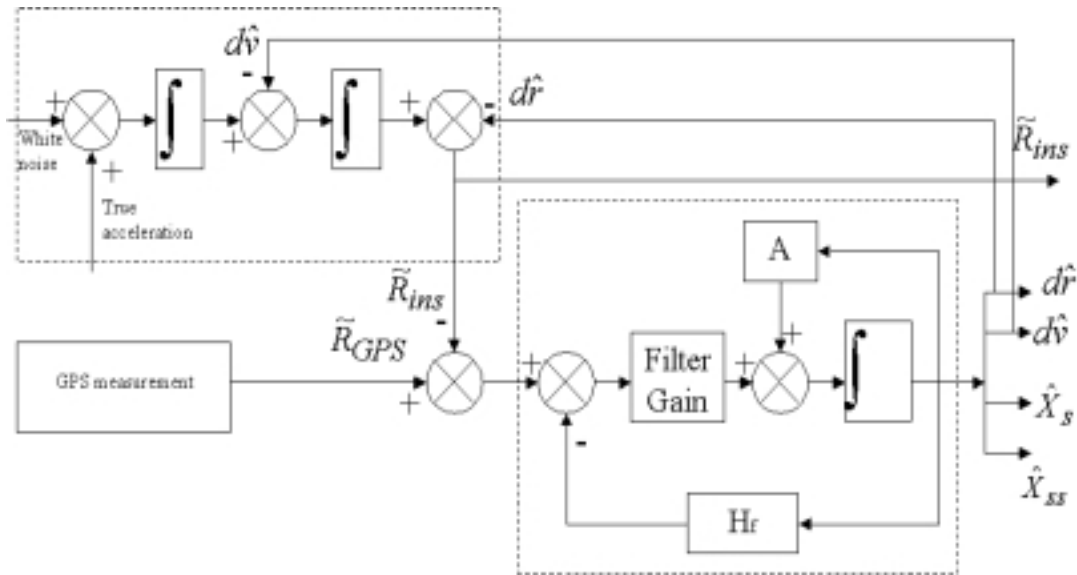 dv̂
-
dr̂
-
+
+
+
White
noise
+
True
acceleration
∫
∫
R̃ins
R̃ins
-
R̃GPS
+
GPS measurement
+
-
Filter
Gain
+
+
A
∫
Hf
dr̂
dv̂
X̂s
X̂ss